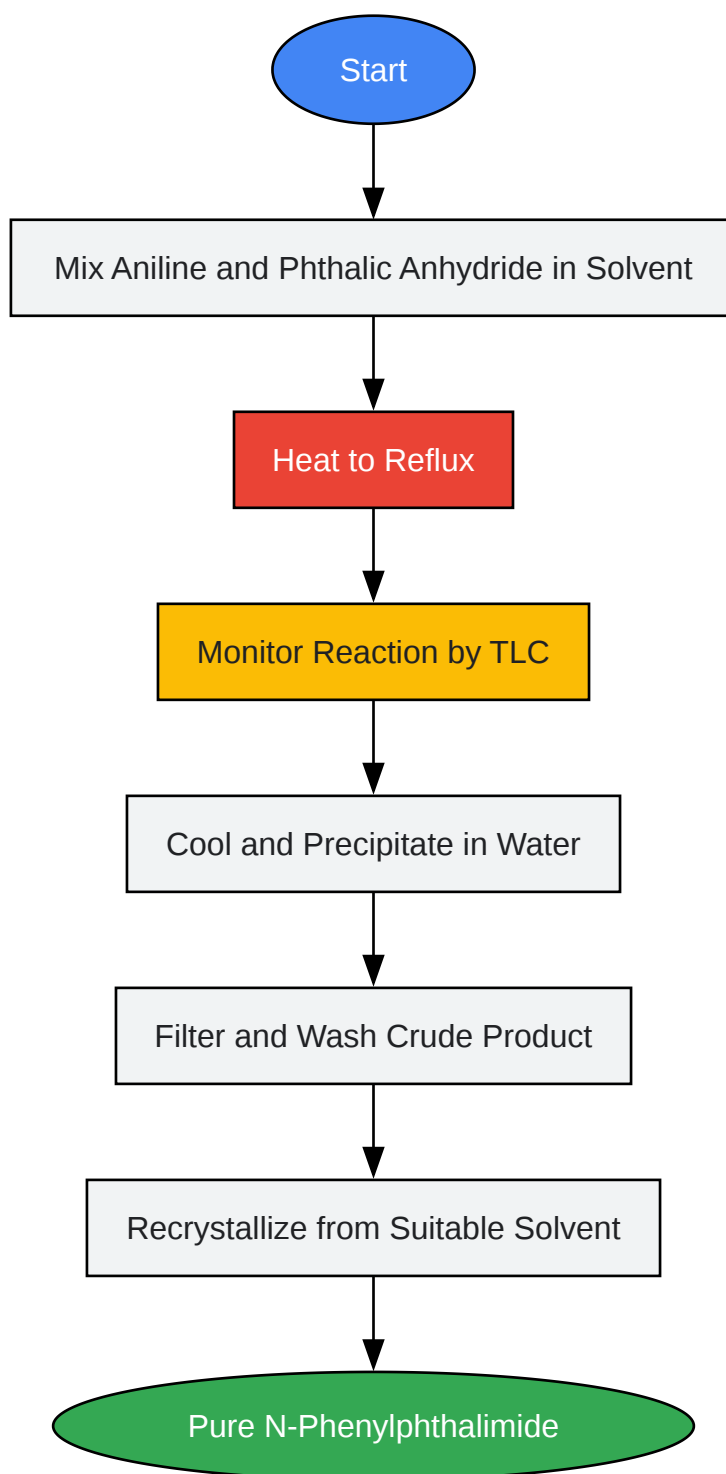 Start
Mix Aniline and Phthalic Anhydride in Solvent
Heat to Reflux
Monitor Reaction by TLC
Cool and Precipitate in Water
Filter and Wash Crude Product
Recrystallize from Suitable Solvent
Pure N-Phenylphthalimide